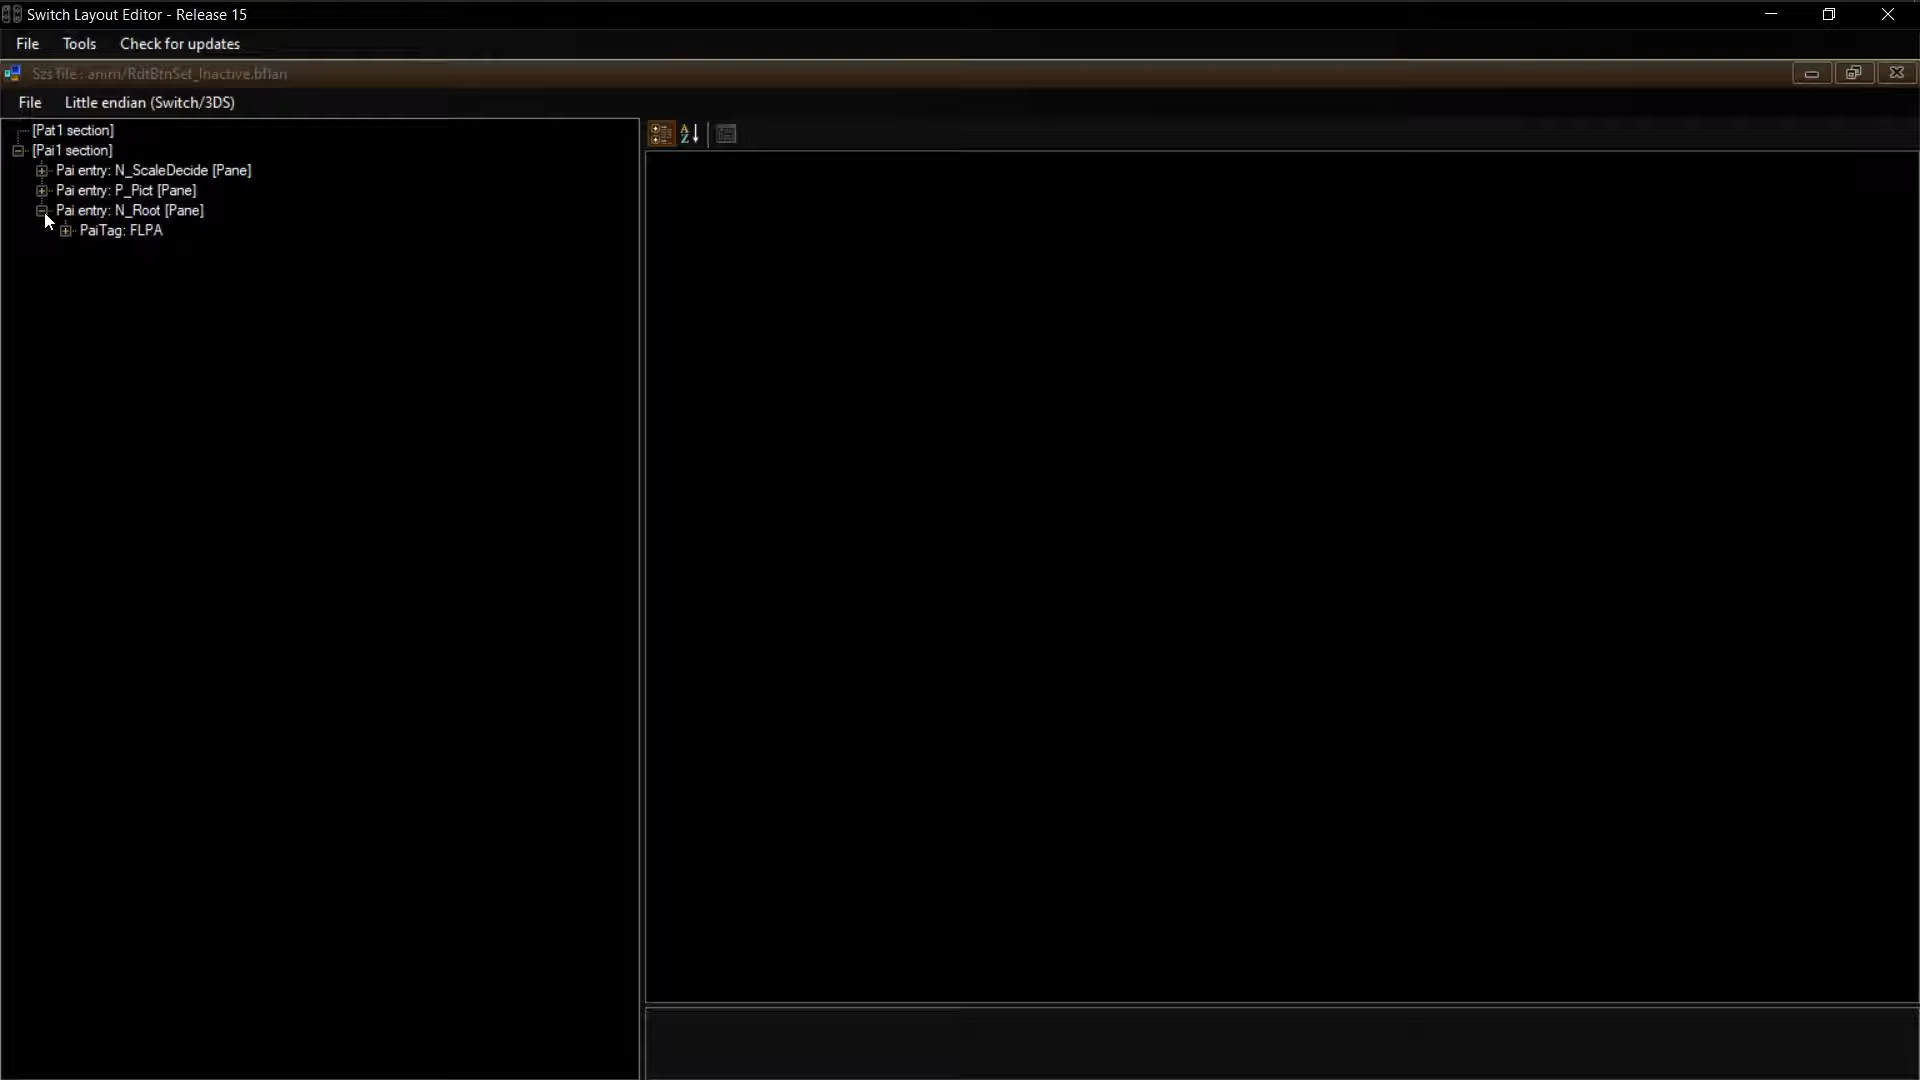 Switch Layout Editor - Release 15
File Tools Check for updates
Szs file : anim/RdtBtnSet_Inactive.bflan
File Little endian (Switch/3DS)
[Pat1 section]
[Pai1 section]
Pai entry: N_ScaleDecide [Pane]
Pai entry: P_Pict [Pane]
Pai entry: N_Root [Pane]
PaiTag: FLPA